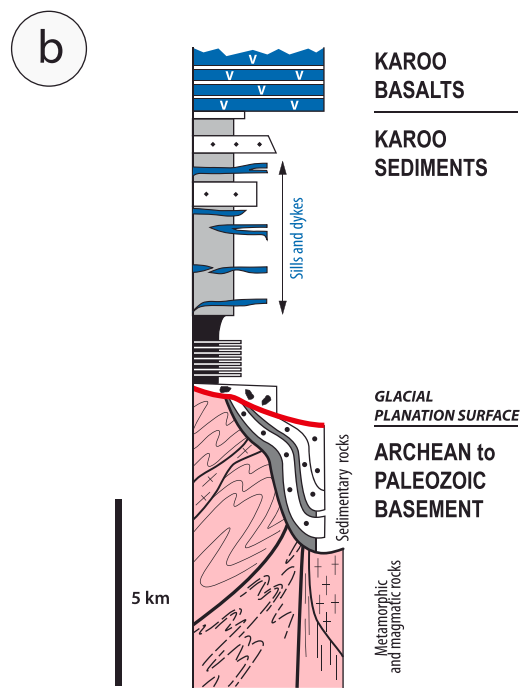 b
KAROO
BASALTS
v
v v
v
v v
KAROO
SEDIMENTS
Sills and dykes
GLACIAL
PLANATION SURFACE
ARCHEAN to
PALEOZOIC
BASEMENT
Sedimentary rocks
5 km
Metamorphic
and magmatic rocks